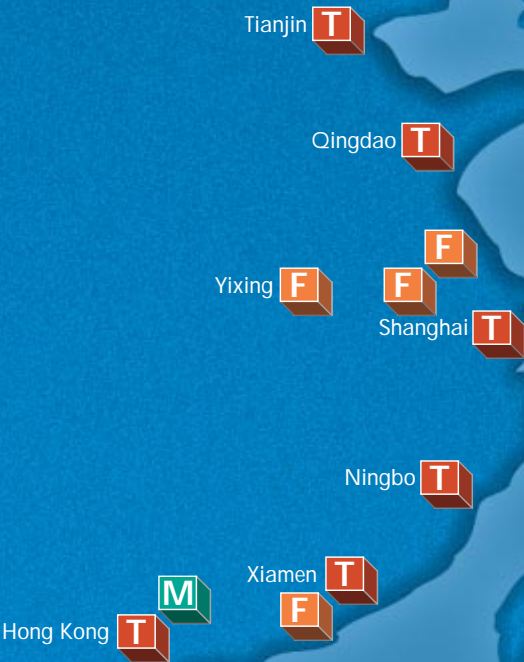 Tianjin T
Qingdao T
F
Yixing F F
Shanghai T
Ningbo T
Xiamen T
M
F
Hong Kong T